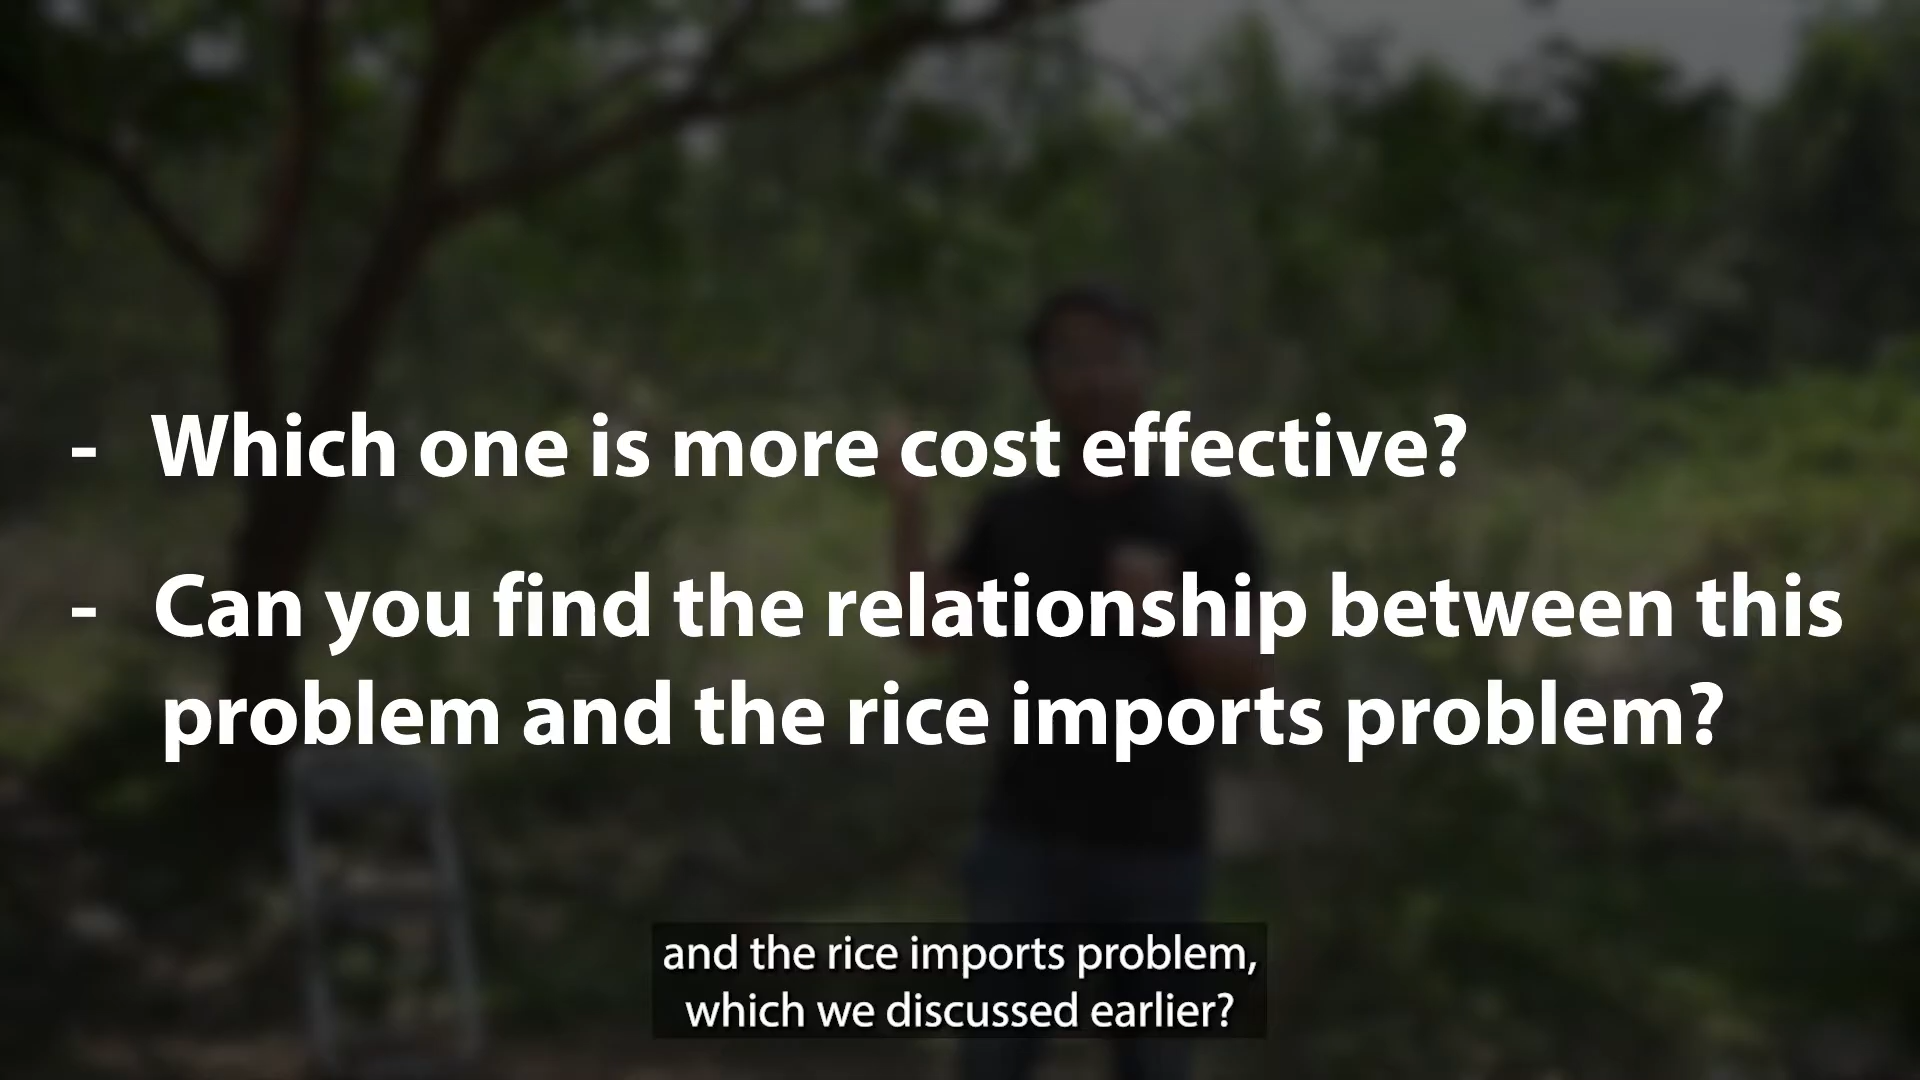 - Which one is more cost effective?
- Can you find the relationship between this
problem and the rice imports problem?
and the rice imports problem,
which we discussed earlier?